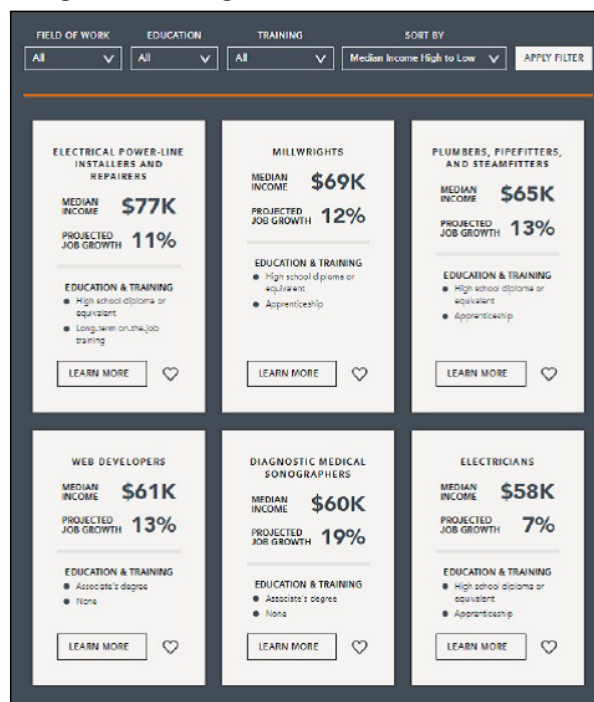 FIELD OF WORK EDUCATION TRAINING SORT BY
All All All Median Income High to Low APPLY FILTER
ELECTRICAL POWER-LINE
INSTALLERS AND
REPAIRERS
MEDIAN
INCOME $77K
PROJECTED
JOB GROWTH 11%
EDUCATION & TRAINING
High school diploma or
equivalent
Long-term on-the-job
training
LEARN MORE
MILLWRIGHTS
MEDIAN
INCOME $69K
PROJECTED
JOB GROWTH 12%
EDUCATION & TRAINING
High school diploma or
equivalent
Apprenticeship
LEARN MORE
PLUMBERS, PIPEFITTERS,
AND STEAMFITTERS
MEDIAN
INCOME $65K
PROJECTED
JOB GROWTH 13%
EDUCATION & TRAINING
High school diploma or
equivalent
Apprenticeship
LEARN MORE
WEB DEVELOPERS
MEDIAN
INCOME $61K
PROJECTED
JOB GROWTH 13%
EDUCATION & TRAINING
Associate's degree
None
LEARN MORE
DIAGNOSTIC MEDICAL
SONOGRAPHERS
MEDIAN
INCOME $60K
PROJECTED
JOB GROWTH 19%
EDUCATION & TRAINING
Associate's degree
None
LEARN MORE
ELECTRICIANS
MEDIAN
INCOME $58K
PROJECTED
JOB GROWTH 7%
EDUCATION & TRAINING
High school diploma or
equivalent
Apprenticeship
LEARN MORE